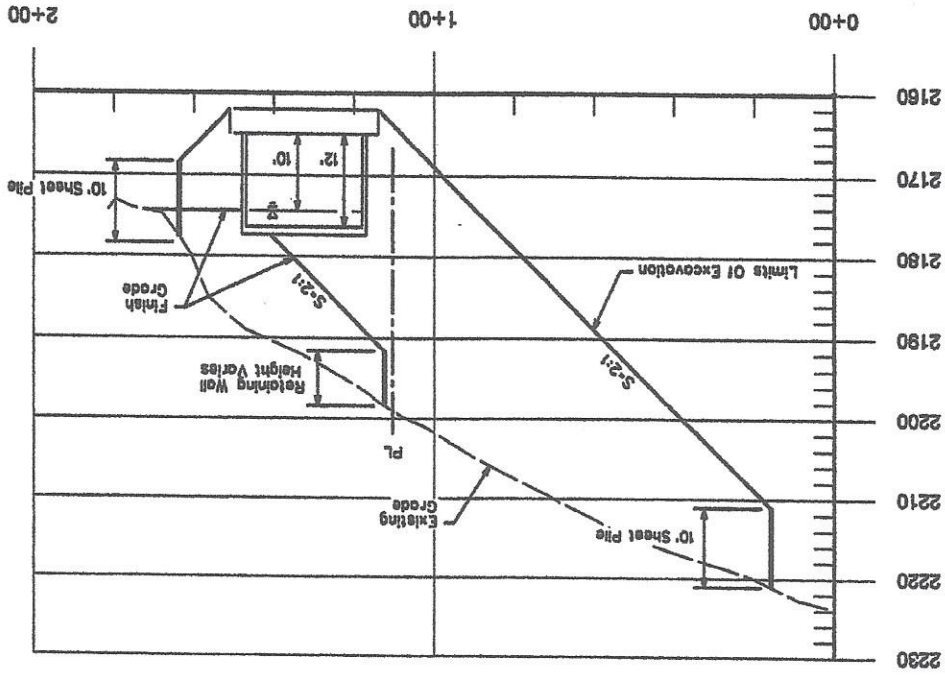 2230
2220
2210
2200
2190
2180
2170
2160
0+00
1+00
2+00
10' Sheet Pile
Existing
Grade
PL
Retaining Wall
Height Varies
S=2:1
Limits Of Excavation
S=2:1
Finish
Grade
10' Sheet Pile
12'
10'